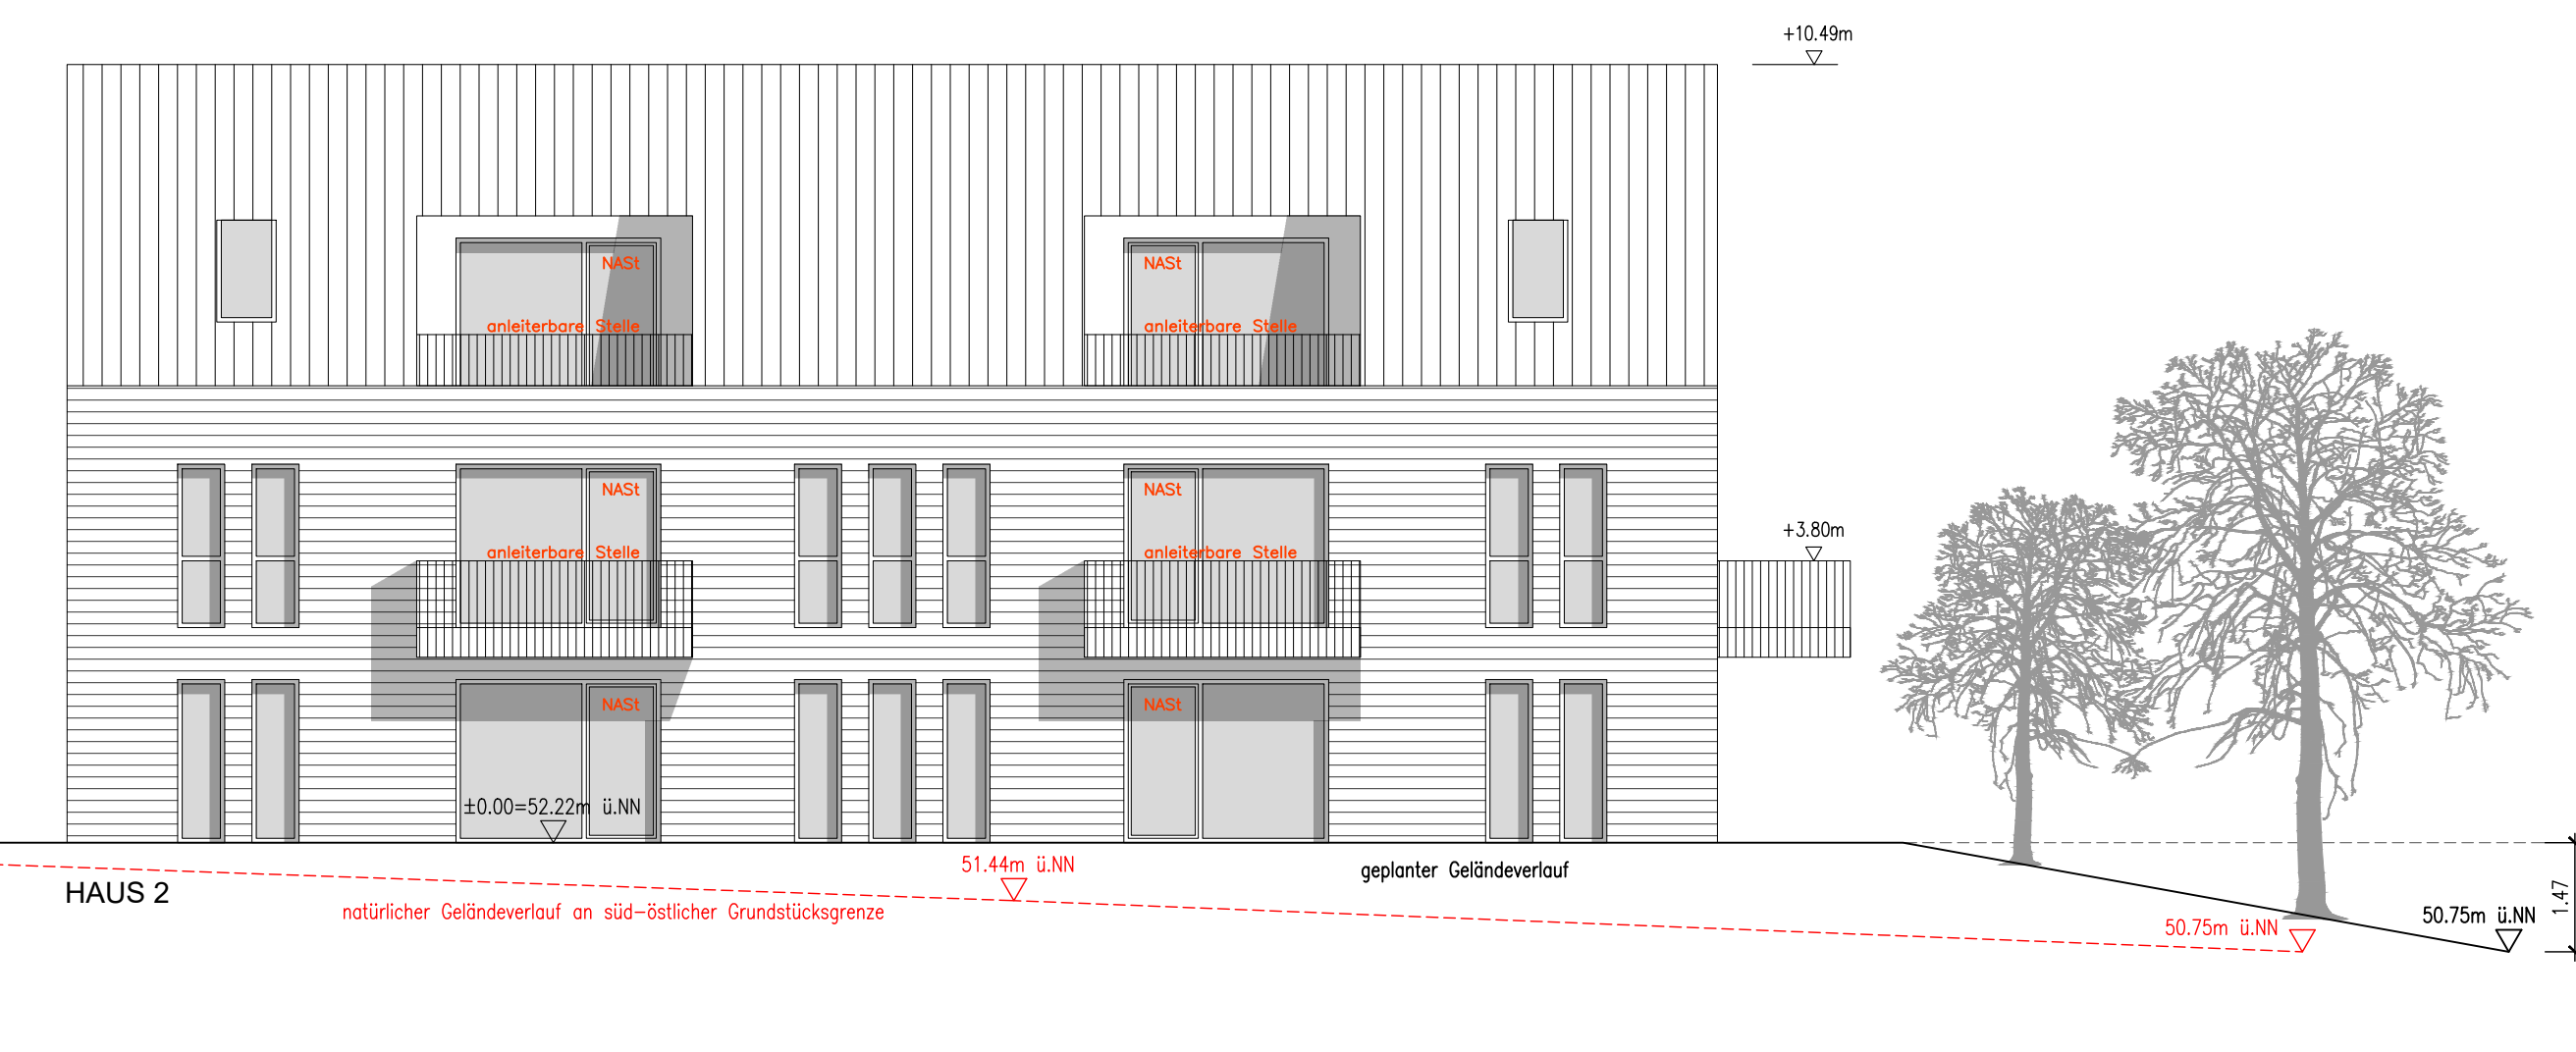 +10.49m
NASt
NASt
anleiterbare Stelle
anleiterbare Stelle
NASt
NASt
+3.80m
anleiterbare Stelle
anleiterbare Stelle
NASt
NASt
±0.00=52.22m ü.NN
51.44m ü.NN
geplanter Geländeverlauf
HAUS 2
natürlicher Geländeverlauf an süd-östlicher Grundstücksgrenze
50.75m ü.NN
50.75m ü.NN
1.47